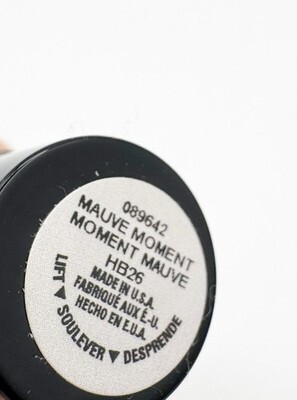 089642
MAUVE MOMENT
MOMENT MAUVE
HB26
MADE IN U.S.A.
FABRIQUÉ AUX É-U.
HECHO EN E.U.A.
LIFT ▼ SOULEVER ▼ DESPRENDE